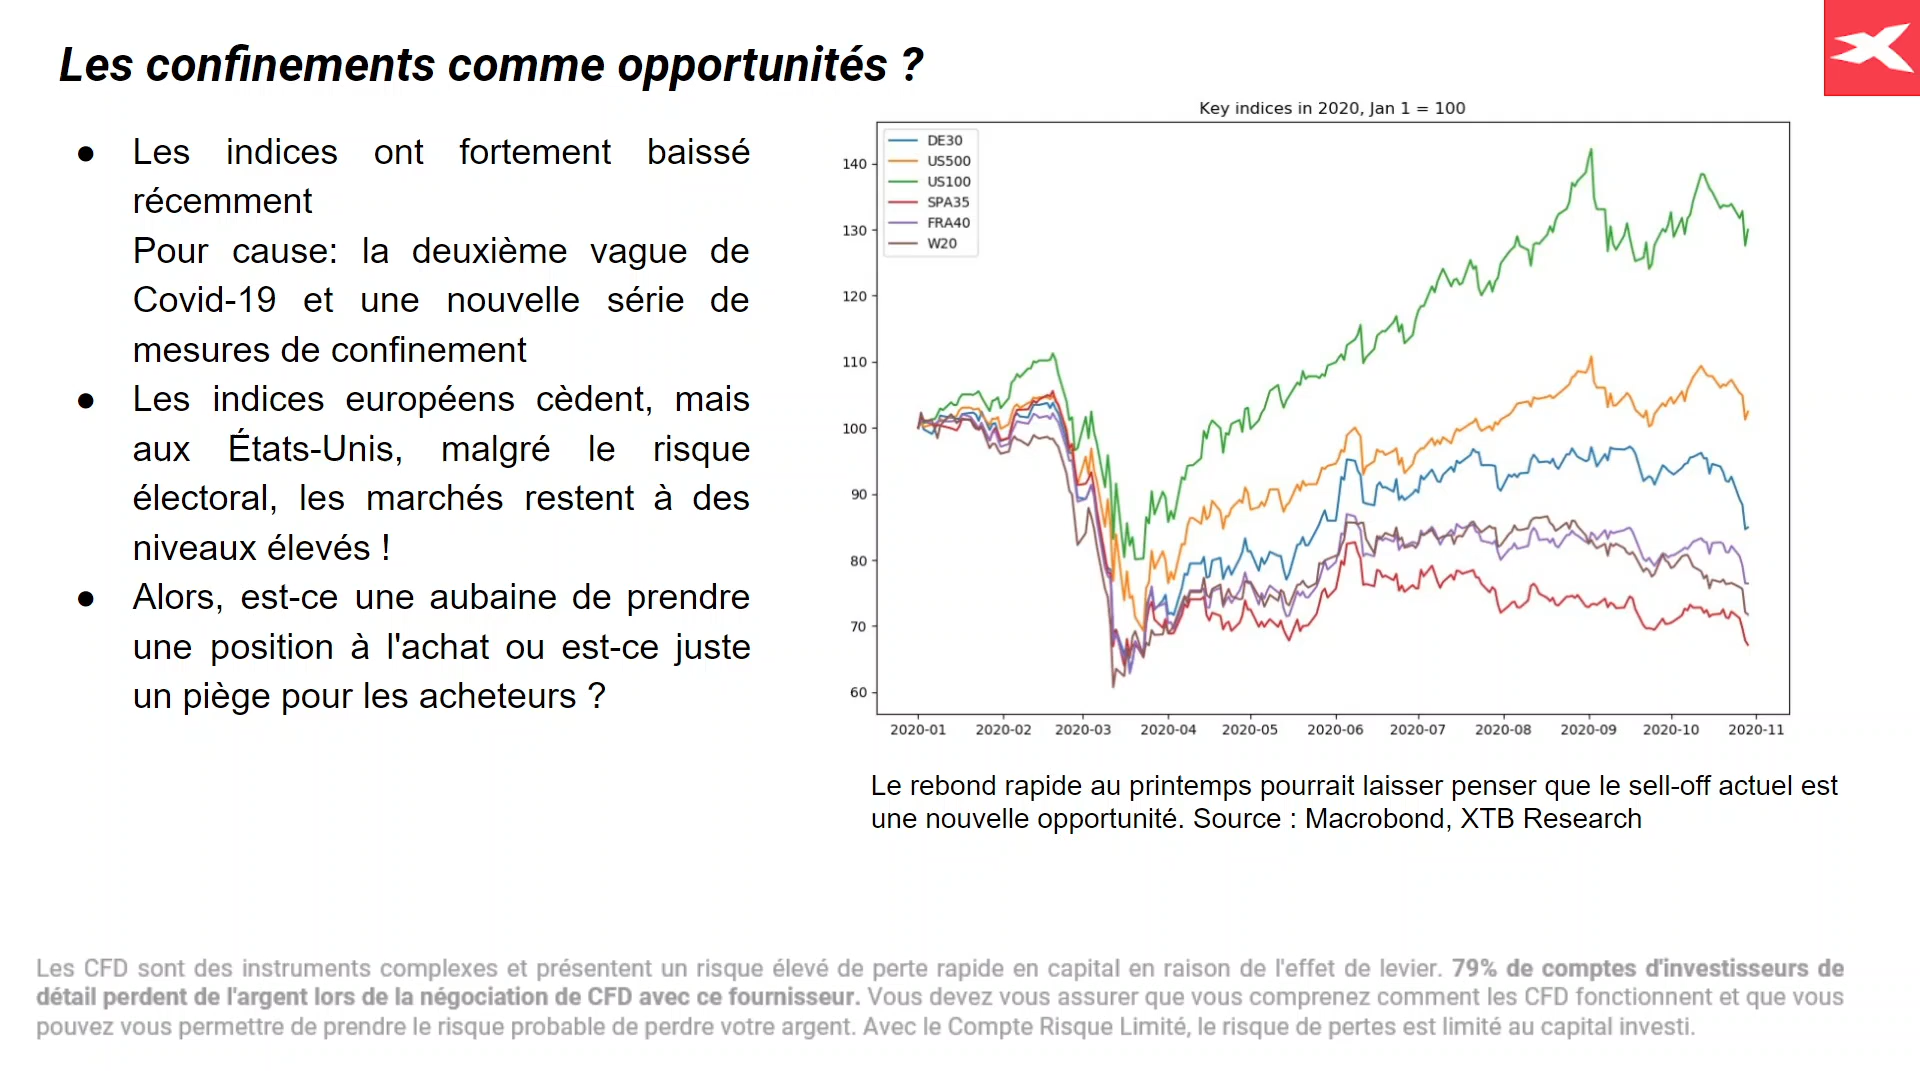 Les confinements comme opportunités ?
● Les indices ont fortement baissé
récemment
Pour cause: la deuxième vague de
Covid-19 et une nouvelle série de
mesures de confinement
● Les indices européens cèdent, mais
aux États-Unis, malgré le risque
électoral, les marchés restent à des
niveaux élevés !
● Alors, est-ce une aubaine de prendre
une position à l'achat ou est-ce juste
un piège pour les acheteurs ?
Key indices in 2020, Jan 1 = 100
DE30
US500
US100
SPA35
FRA40
W20
140
130
120
110
100
90
80
70
60
2020-01 2020-02 2020-03 2020-04 2020-05 2020-06 2020-07 2020-08 2020-09 2020-10 2020-11
Le rebond rapide au printemps pourrait laisser penser que le sell-off actuel est
une nouvelle opportunité. Source : Macrobond, XTB Research
Les CFD sont des instruments complexes et présentent un risque élevé de perte rapide en capital en raison de l'effet de levier. 79% de comptes d'investisseurs de
détail perdent de l'argent lors de la négociation de CFD avec ce fournisseur. Vous devez vous assurer que vous comprenez comment les CFD fonctionnent et que vous
pouvez vous permettre de prendre le risque probable de perdre votre argent. Avec le Compte Risque Limité, le risque de pertes est limité au capital investi.